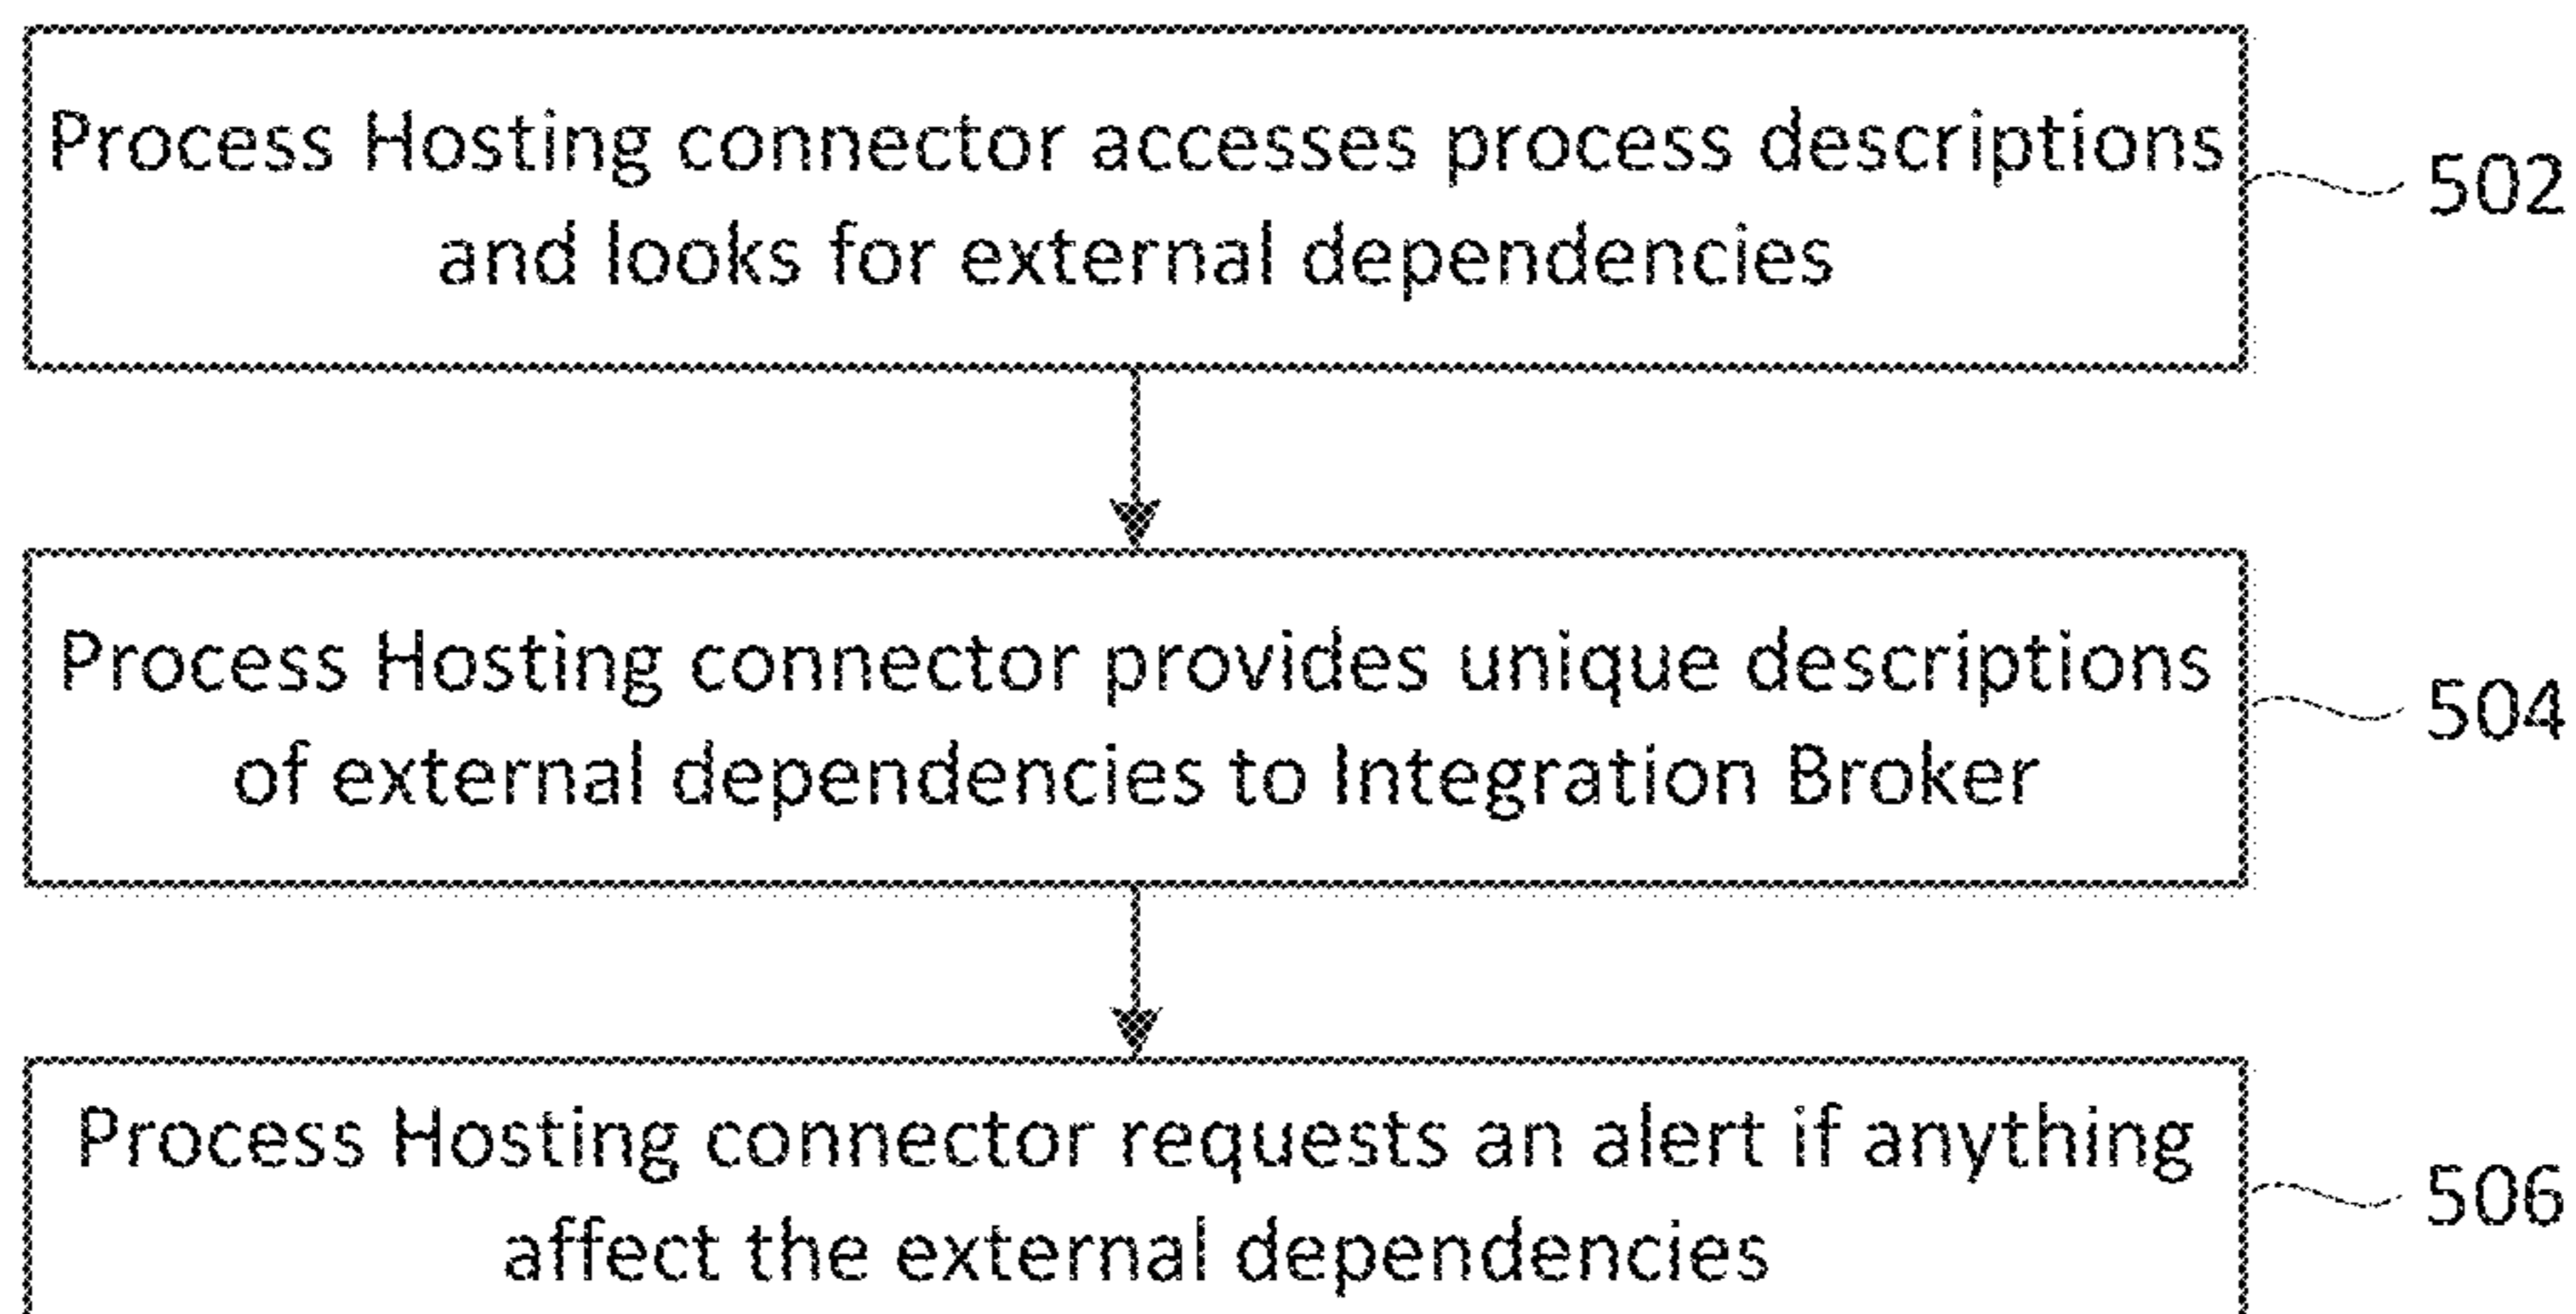 Process Hosting connector accesses process descriptions
and looks for external dependencies
502
Process Hosting connector provides unique descriptions
of external dependencies to Integration Broker
504
Process Hosting connector requests an alert if anything
affect the external dependencies
506